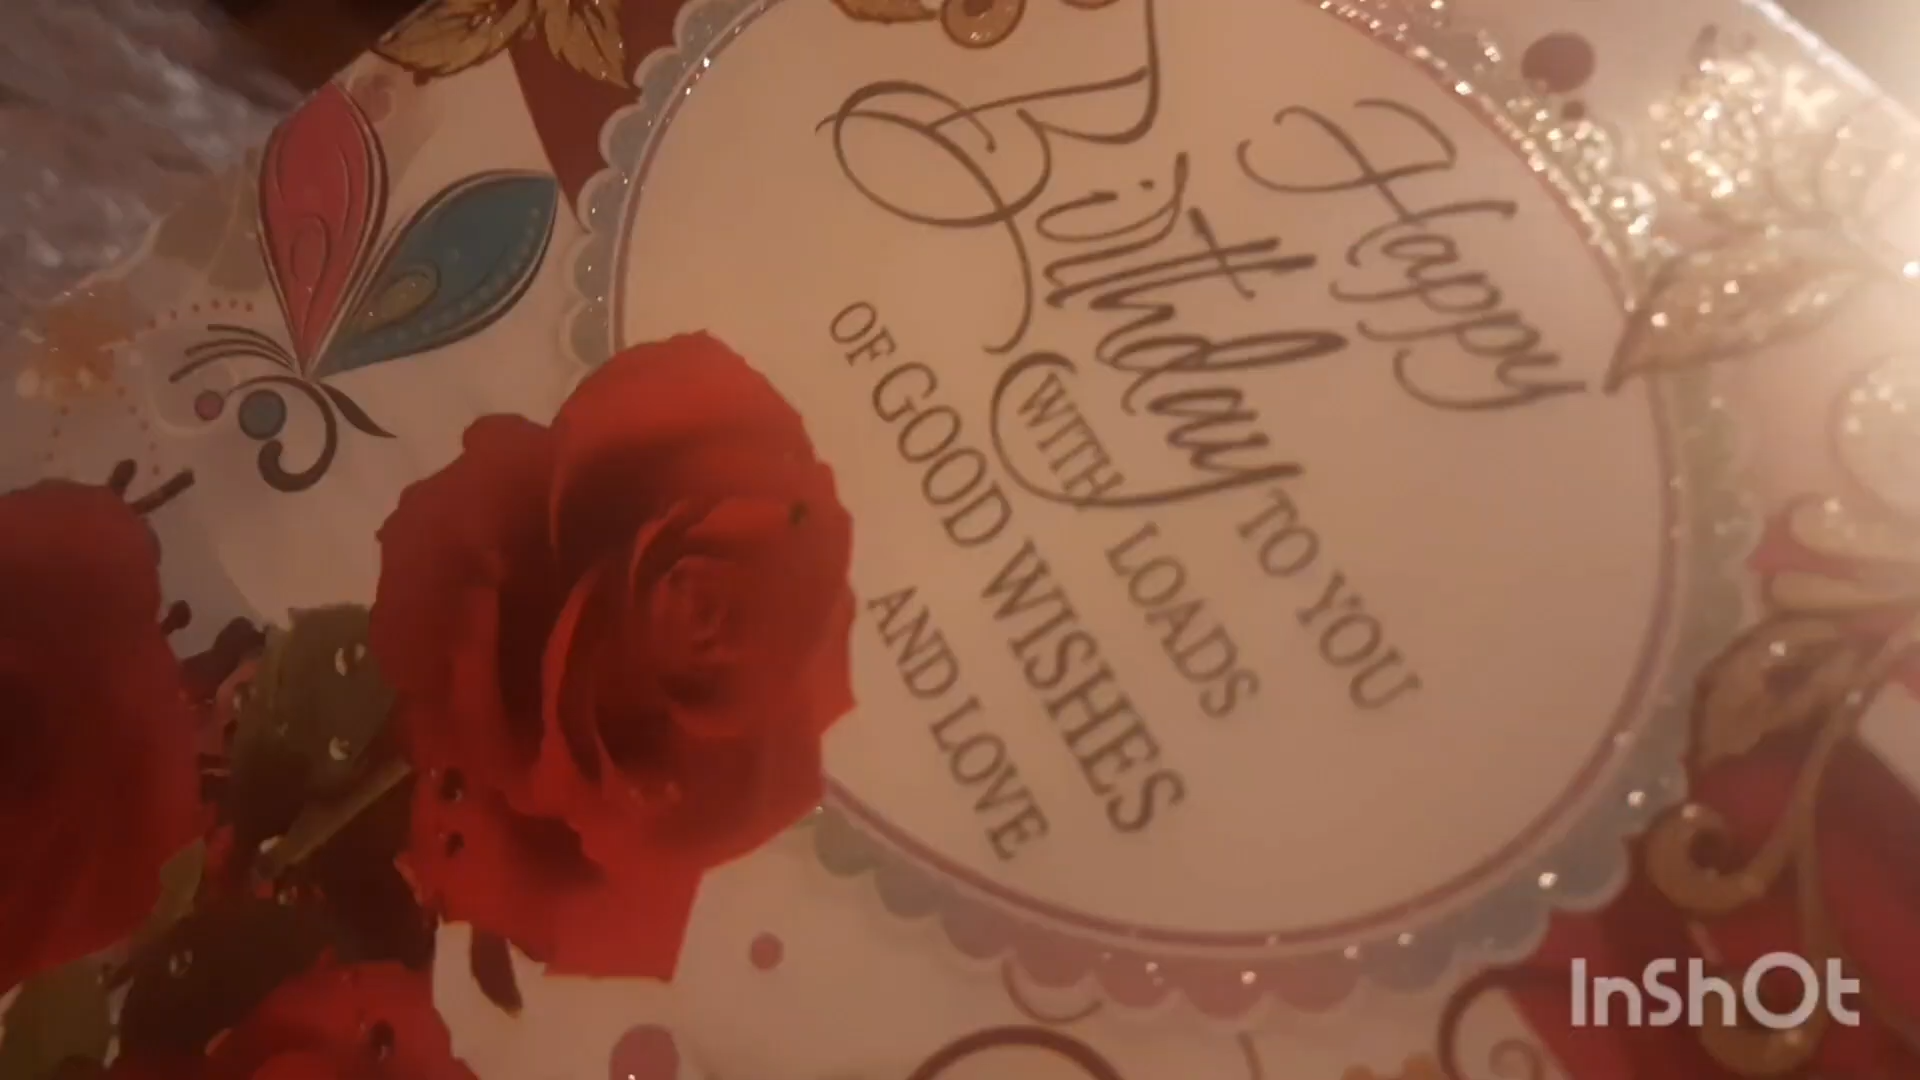 Happy
Birthday TO YOU
WITH LOADS
OF GOOD WISHES
AND LOVE
InShOt